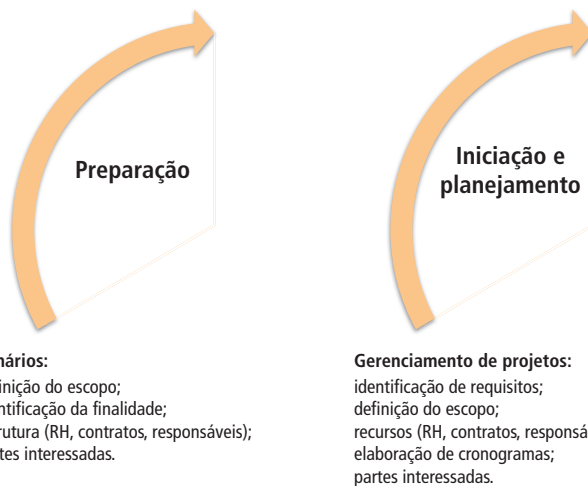 Preparação
Iniciação e
planejamento
nários:
inição do escopo;
ntificação da finalidade;
rutura (RH, contratos, responsáveis);
tes interessadas.
Gerenciamento de projetos:
identificação de requisitos;
definição do escopo;
recursos (RH, contratos, responsá
elaboração de cronogramas;
partes interessadas.